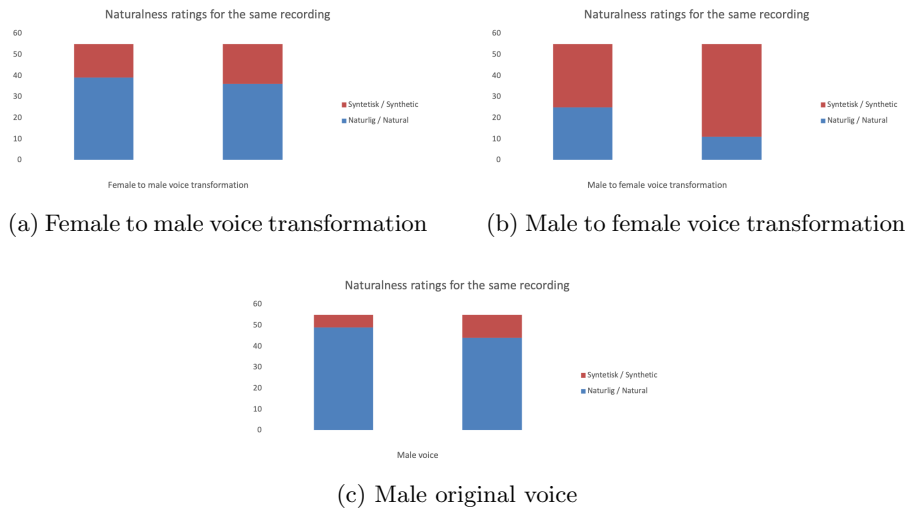 Naturalness ratings for the same recording
60
50
40
30
20
10
0
Syntetisk / Synthetic
Naturlig / Natural
Female to male voice transformation
(a) Female to male voice transformation
Naturalness ratings for the same recording
60
50
40
30
20
10
0
Syntetisk / Synthetic
Naturlig / Natural
Male to female voice transformation
(b) Male to female voice transformation
Naturalness ratings for the same recording
60
50
40
30
20
10
0
Syntetisk / Synthetic
Naturlig / Natural
Male voice
(c) Male original voice